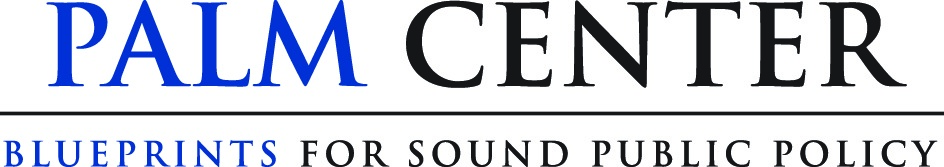 PALM CENTER
BLUEPRINTS FOR SOUND PUBLIC POLICY